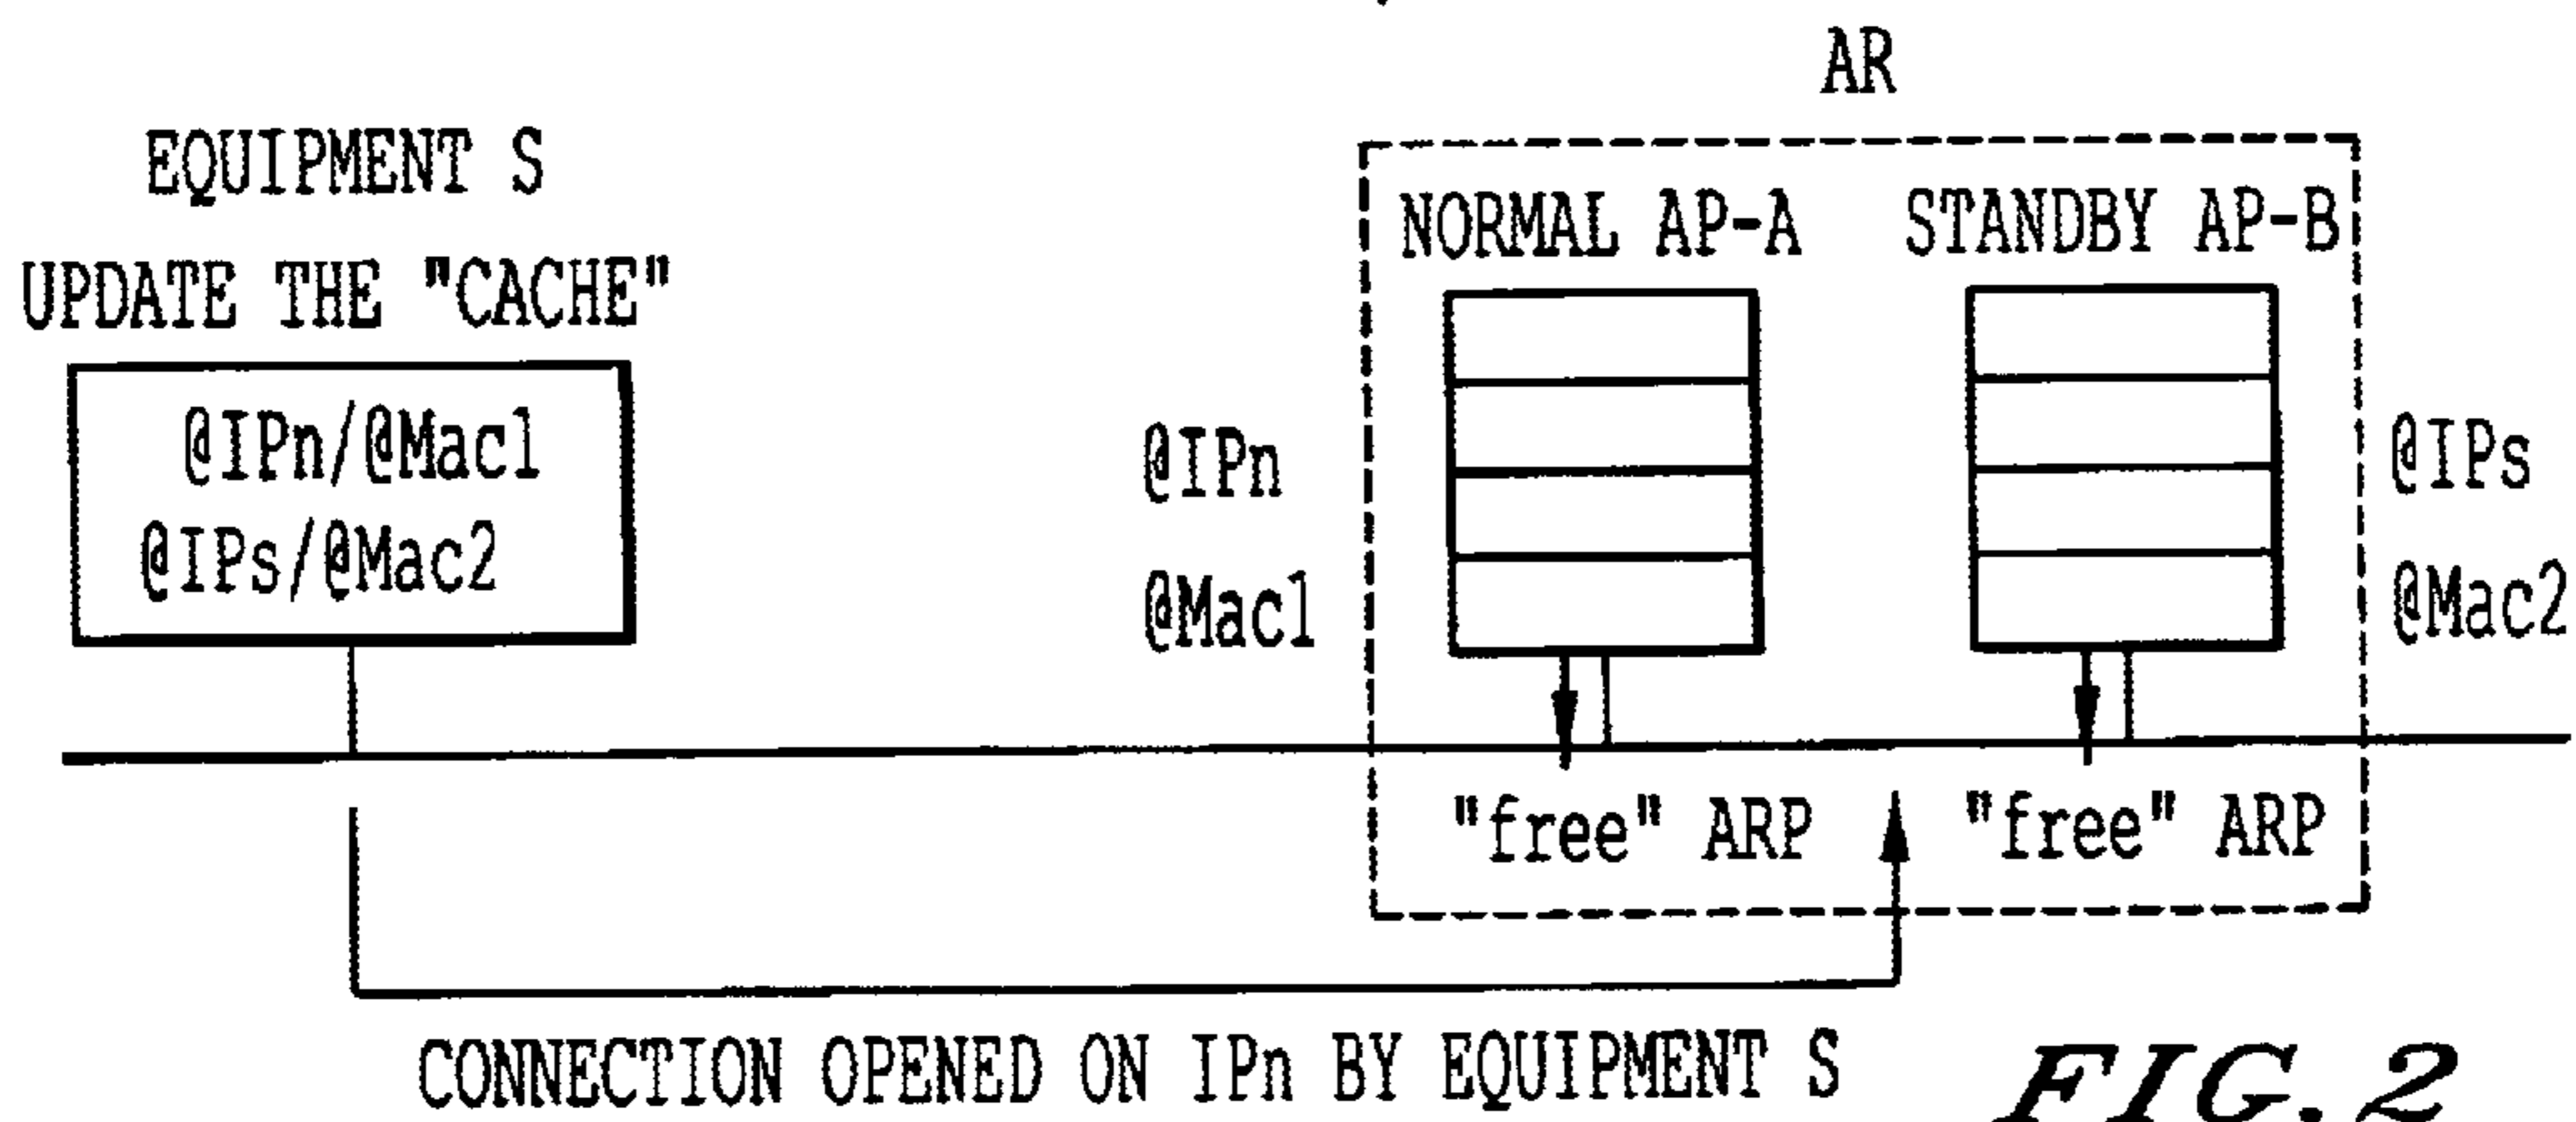 AR
EQUIPMENT S
UPDATE THE "CACHE"
@IPn/@Mac1
@IPs/@Mac2
NORMAL AP-A
STANDBY AP-B
@IPn
@Mac1
@IPs
@Mac2
"free" ARP
"free" ARP
CONNECTION OPENED ON IPn BY EQUIPMENT S
FIG. 2